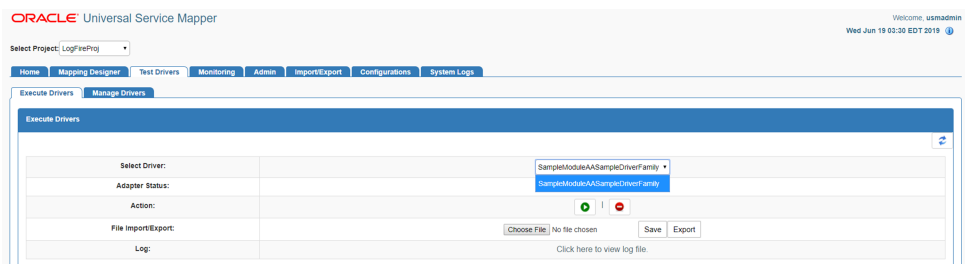 ORACLE Universal Service Mapper
Welcome, usmadmin
Wed Jun 19 03:30 EDT 2019
Select Project: LogFireProj
Home Mapping Designer Test Drivers Monitoring Admin Import/Export Configurations System Logs
Execute Drivers Manage Drivers
Execute Drivers
Select Driver: SampleModuleAASampleDriverFamily
SampleModuleAASampleDriverFamily
Adapter Status:
Action: |
File Import/Export: Choose File No file chosen Save Export
Log: Click here to view log file.